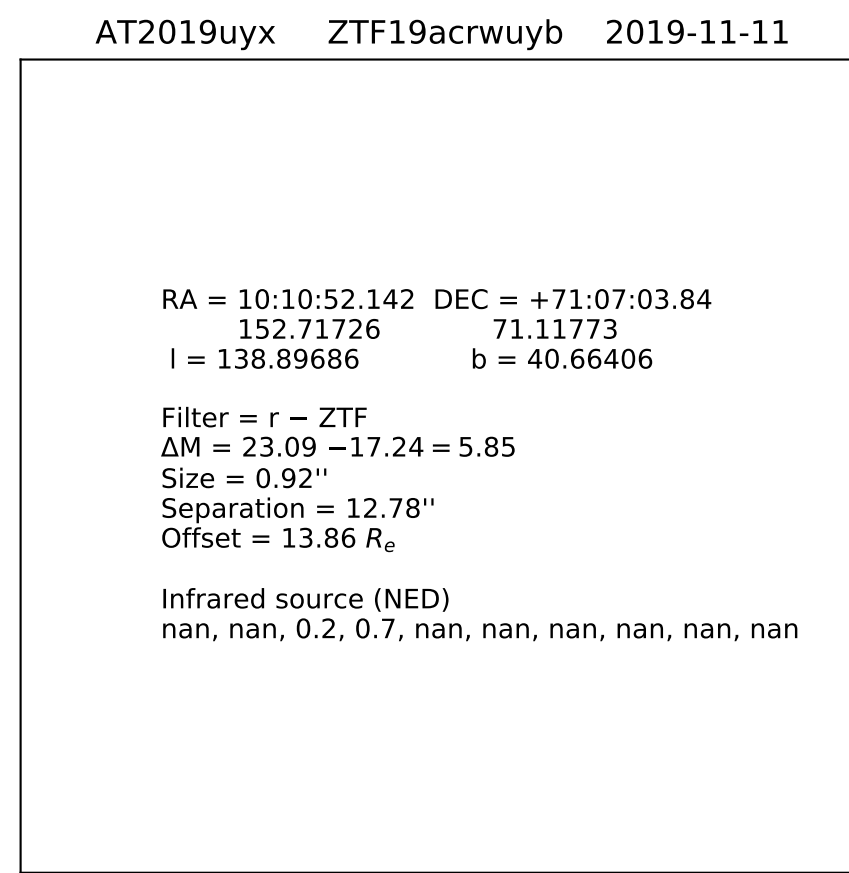 AT2019uyx ZTF19acrwuyb 2019-11-11
RA = 10:10:52.142 DEC = +71:07:03.84
152.71726 71.11773
l = 138.89686 b = 40.66406
Filter = r − ZTF
ΔM = 23.09 −17.24 = 5.85
Size = 0.92''
Separation = 12.78''
Offset = 13.86 Rₑ
Infrared source (NED)
nan, nan, 0.2, 0.7, nan, nan, nan, nan, nan, nan